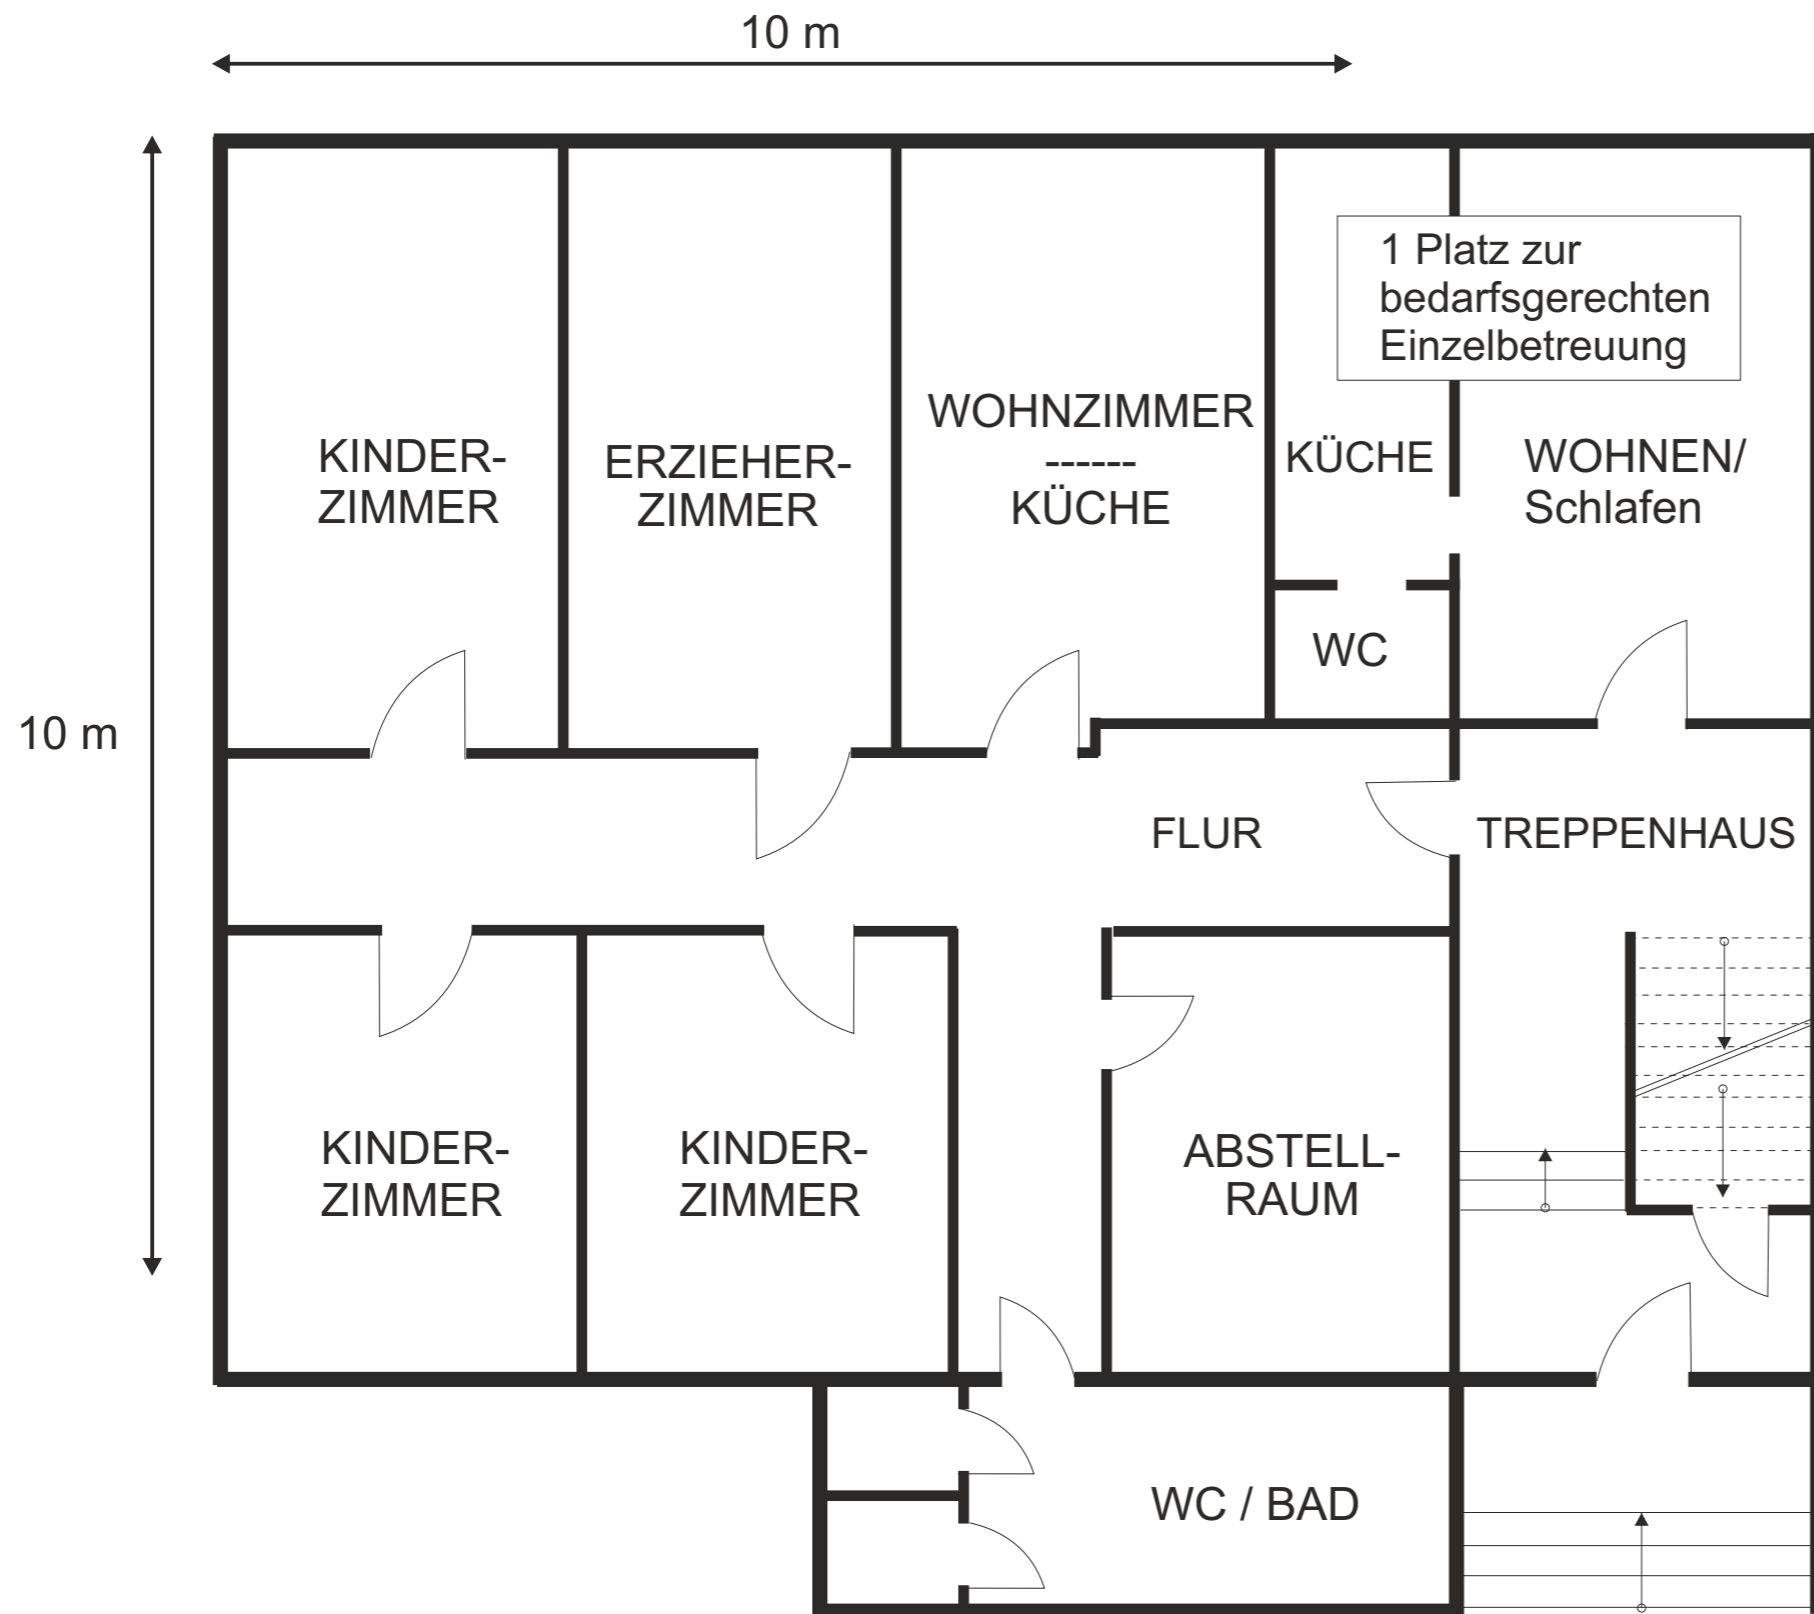 10 m
10 m
1 Platz zur
bedarfsgerechten
Einzelbetreuung
KINDER-
ZIMMER
ERZIEHER-
ZIMMER
WOHNZIMMER
------
KÜCHE
KÜCHE
WOHNEN/
Schlafen
WC
FLUR
TREPPENHAUS
KINDER-
ZIMMER
KINDER-
ZIMMER
ABSTELL-
RAUM
WC / BAD